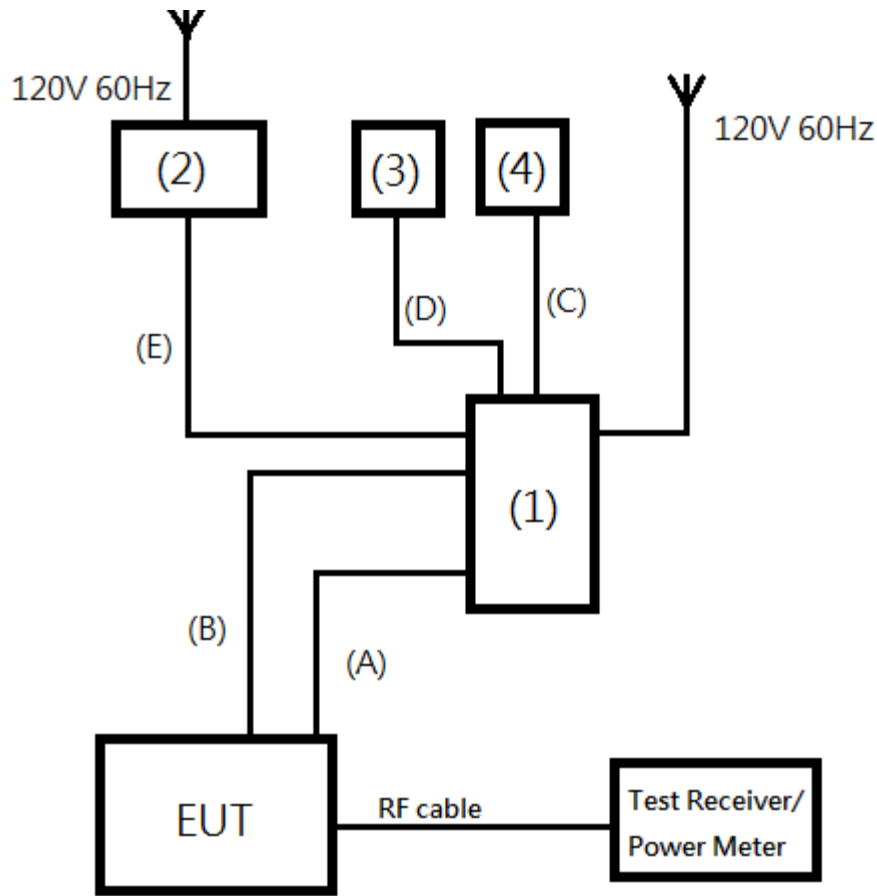 120V 60Hz
120V 60Hz
(2)
(3)
(4)
(D)
(C)
(E)
(1)
(B)
(A)
EUT
RF cable
Test Receiver/
Power Meter